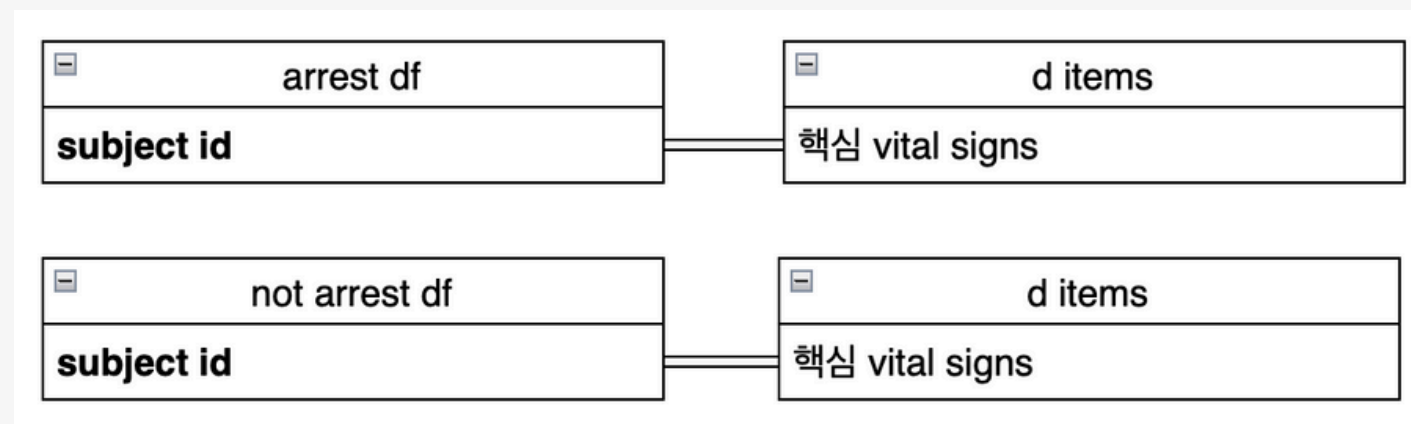 arrest df
d items
subject id
핵심 vital signs
not arrest df
d items
subject id
핵심 vital signs